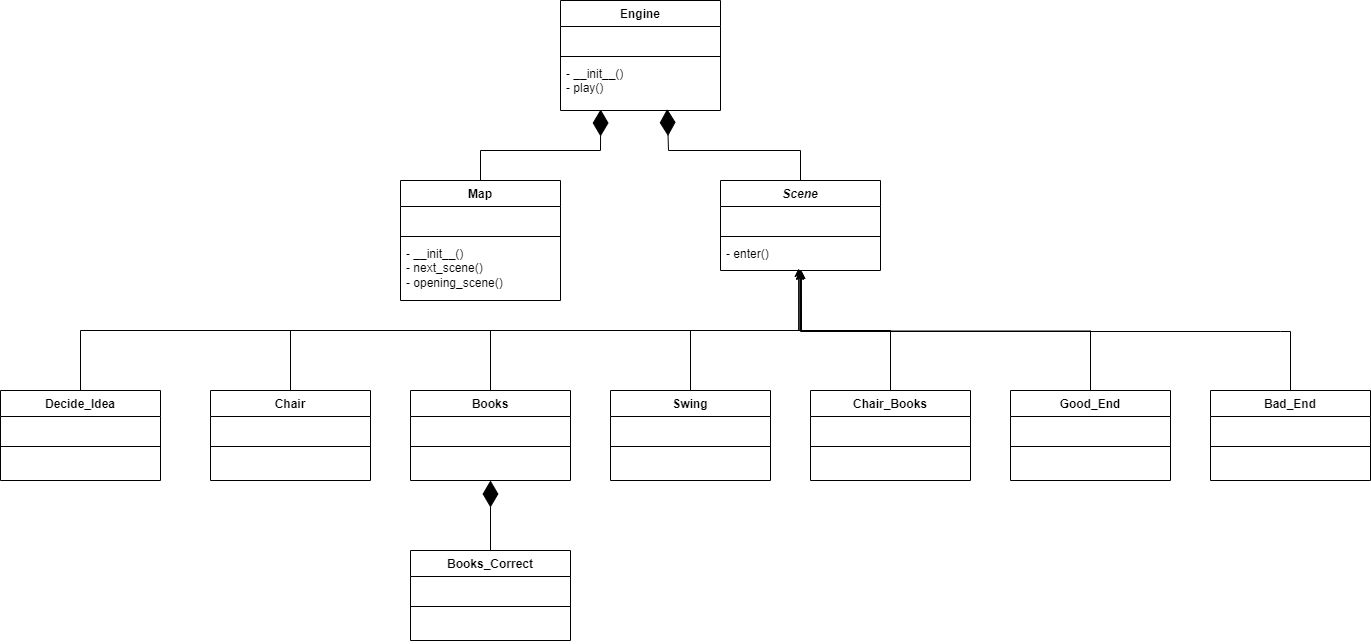 Engine
- __init__()
- play()
Map
- __init__()
- next_scene()
- opening_scene()
Scene
- enter()
Decide_Idea
Chair
Books
Swing
Chair_Books
Good_End
Bad_End
Books_Correct